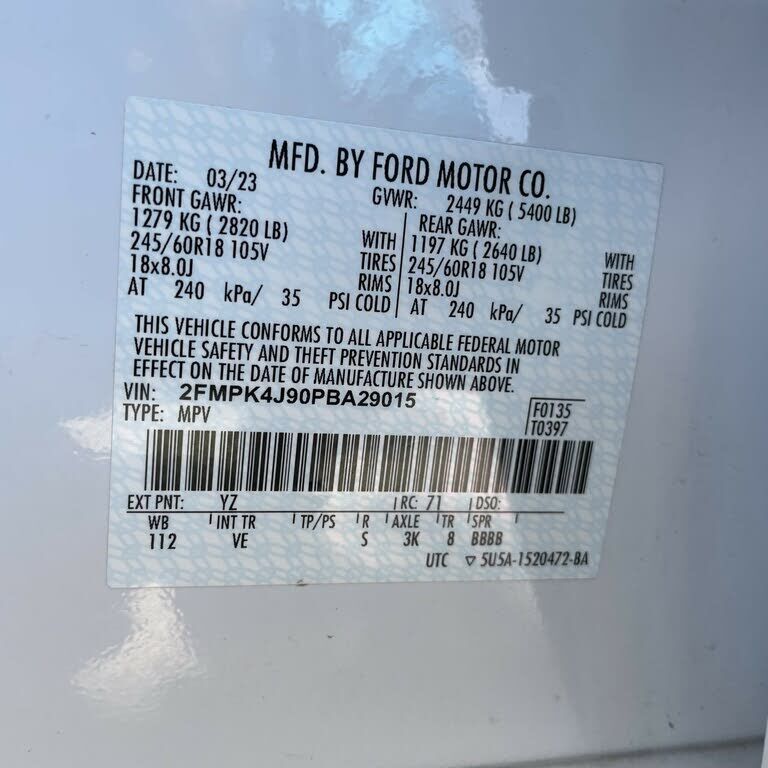 MFD. BY FORD MOTOR CO.
DATE: 03/23
GVWR: 2449 KG ( 5400 LB)
FRONT GAWR:
1279 KG ( 2820 LB) WITH
245/60R18 105V TIRES
18x8.0J RIMS
AT 240 kPa/ 35 PSI COLD
REAR GAWR:
1197 KG ( 2640 LB) WITH
245/60R18 105V TIRES
18x8.0J RIMS
AT 240 kPa/ 35 PSI COLD
THIS VEHICLE CONFORMS TO ALL APPLICABLE FEDERAL MOTOR
VEHICLE SAFETY AND THEFT PREVENTION STANDARDS IN
EFFECT ON THE DATE OF MANUFACTURE SHOWN ABOVE.
VIN: 2FMPK4J90PBA29015
TYPE: MPV
F0135
T0397
EXT PNT: YZ RC: 71 DSO:
WB INT TR TP/PS R AXLE TR SPR
112 VE S 3K 8 BBBB
UTC ▽ 5U5A-1520472-BA